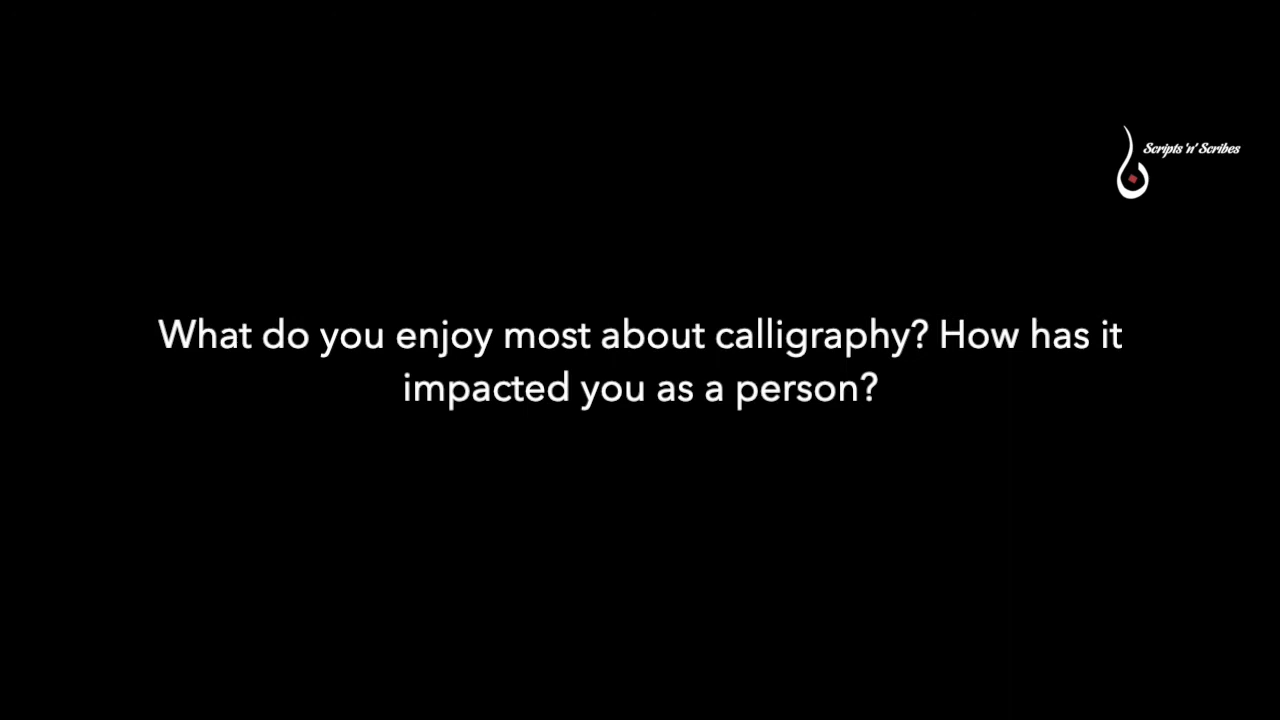 Scripts 'n' Scribes
What do you enjoy most about calligraphy? How has it
impacted you as a person?